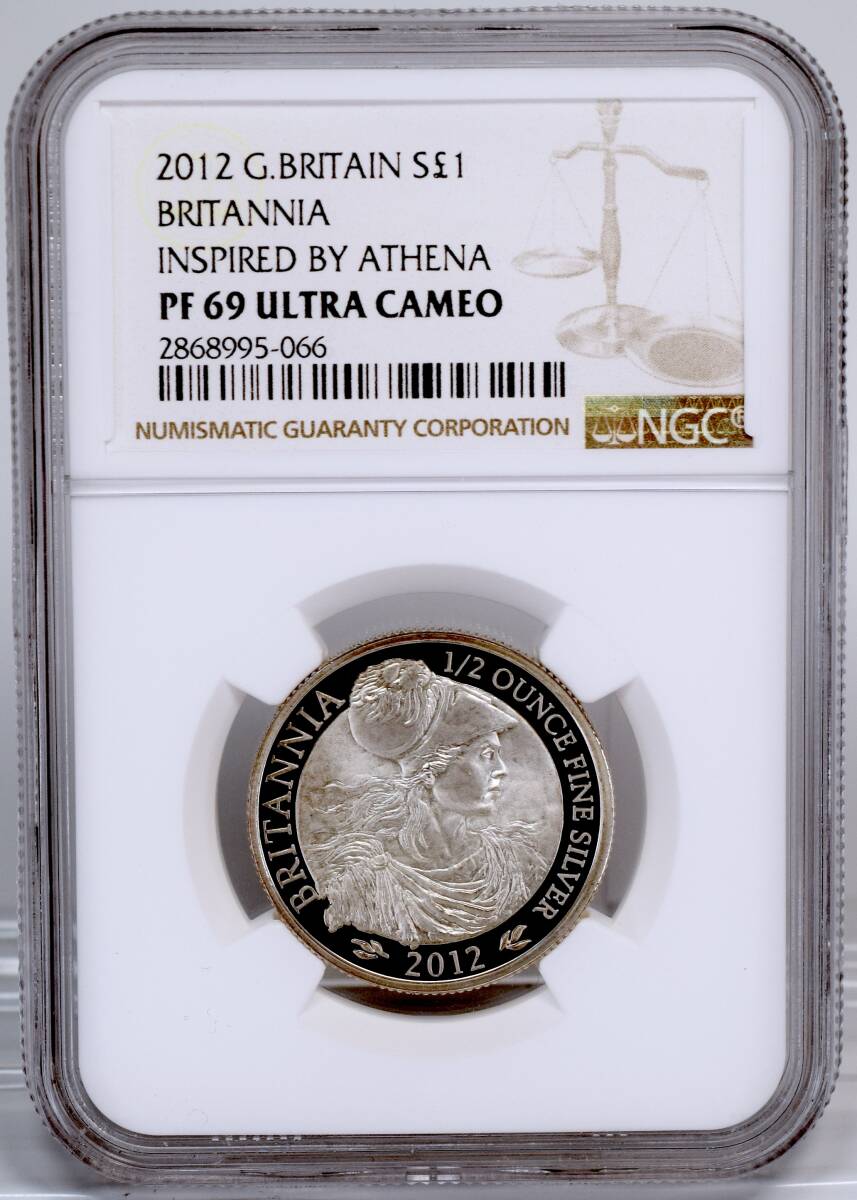 2012 G.BRITAIN S£1
BRITANNIA
INSPIRED BY ATHENA
PF 69 ULTRA CAMEO
2868995-066
NUMISMATIC GUARANTY CORPORATION
NGC®
BRITANNIA
1/2 OUNCE FINE SILVER
2012